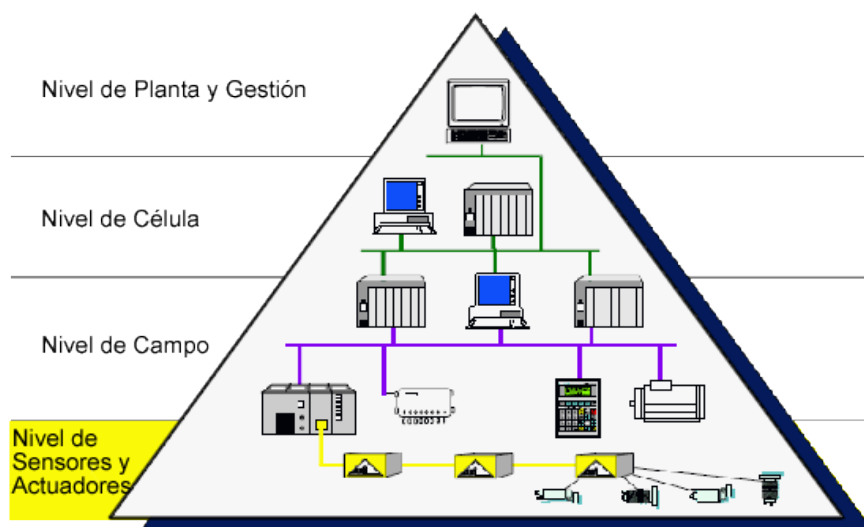 Nivel de Planta y Gestión
Nivel de Célula
Nivel de Campo
Nivel de
Sensores y
Actuadores